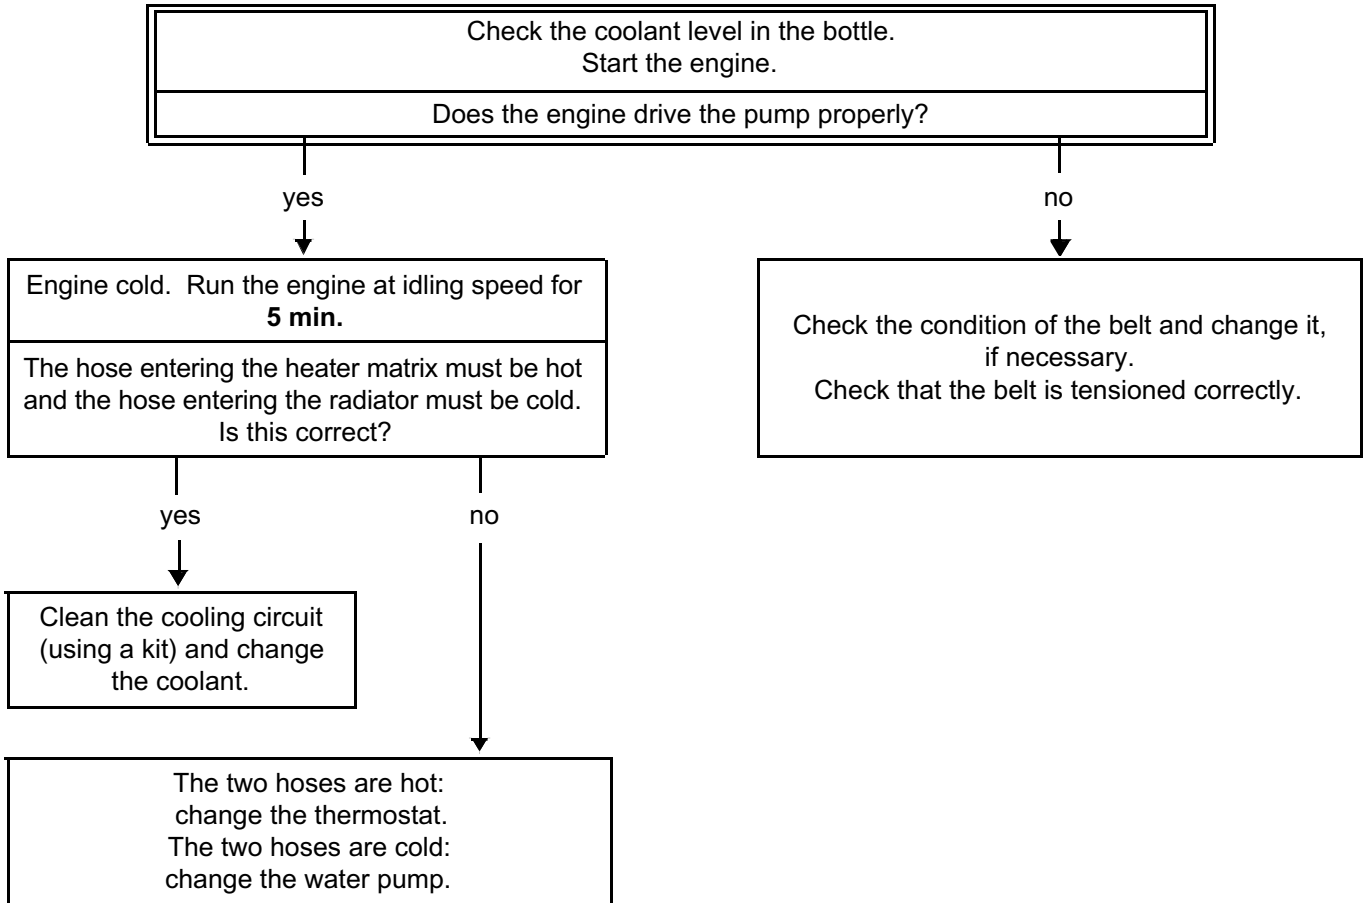 Check the coolant level in the bottle.
Start the engine.
Does the engine drive the pump properly?
yes
no
Engine cold.  Run the engine at idling speed for
5 min.
The hose entering the heater matrix must be hot
and the hose entering the radiator must be cold.
Is this correct?
Check the condition of the belt and change it,
if necessary.
Check that the belt is tensioned correctly.
yes
no
Clean the cooling circuit
(using a kit) and change
the coolant.
The two hoses are hot:
change the thermostat.
The two hoses are cold:
change the water pump.